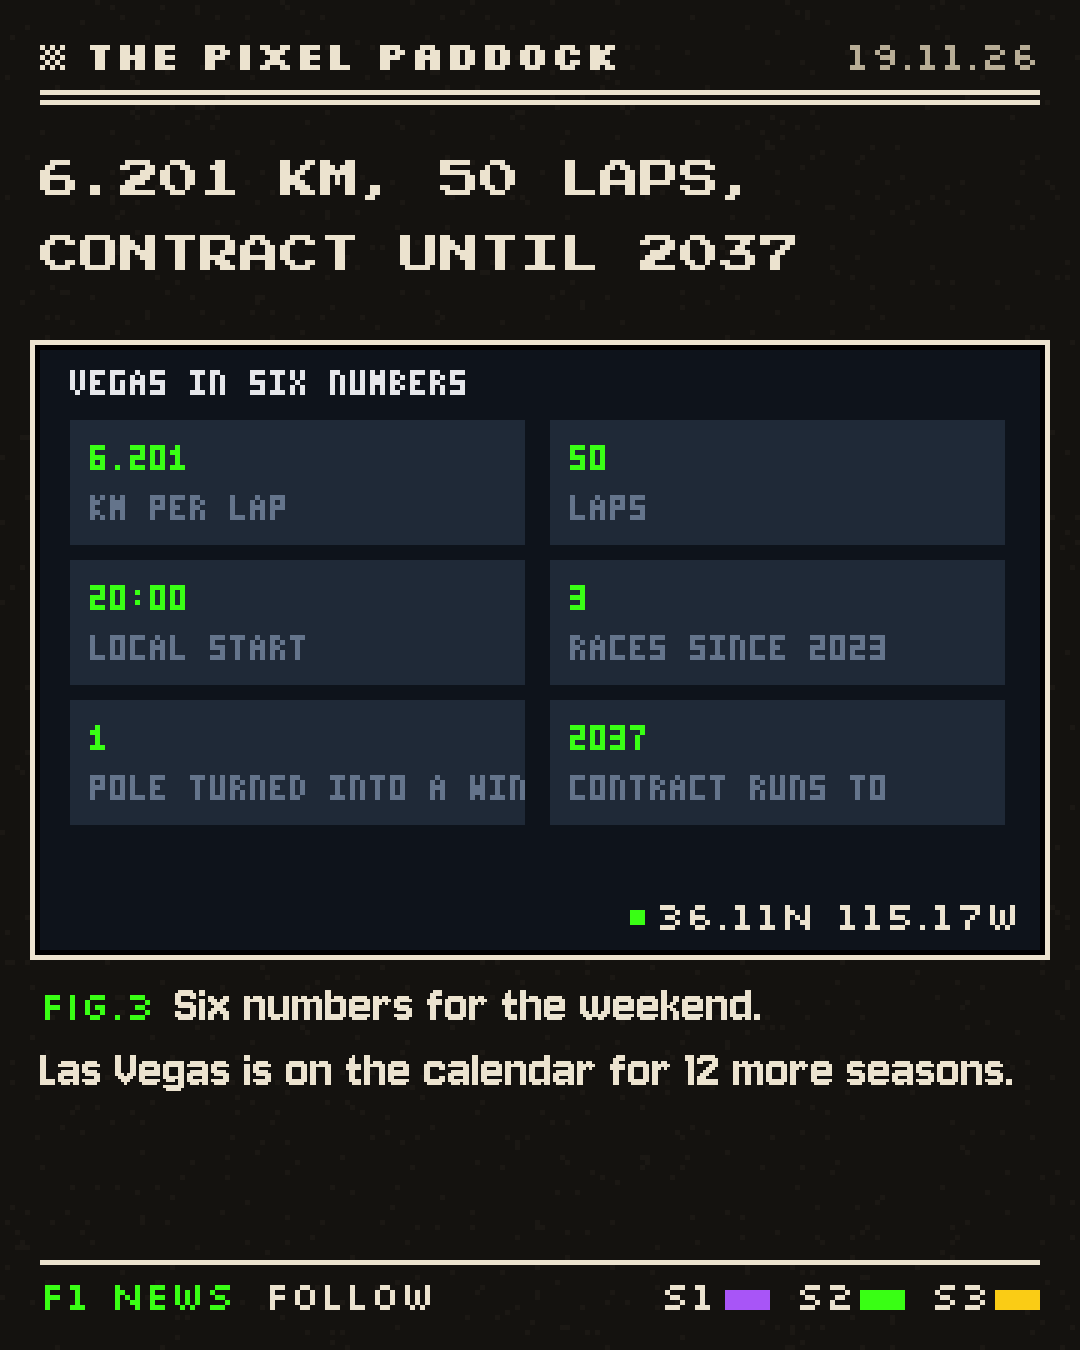 THE PIXEL PADDOCK
19.11.26
6.201 KM, 50 LAPS,
CONTRACT UNTIL 2037
VEGAS IN SIX NUMBERS
6.201
KM PER LAP
50
LAPS
20:00
LOCAL START
3
RACES SINCE 2023
1
POLE TURNED INTO A WIN
2037
CONTRACT RUNS TO
36.11N 115.17W
FIG.3 Six numbers for the weekend.
Las Vegas is on the calendar for 12 more seasons.
F1 NEWS FOLLOW
S1 S2 S3